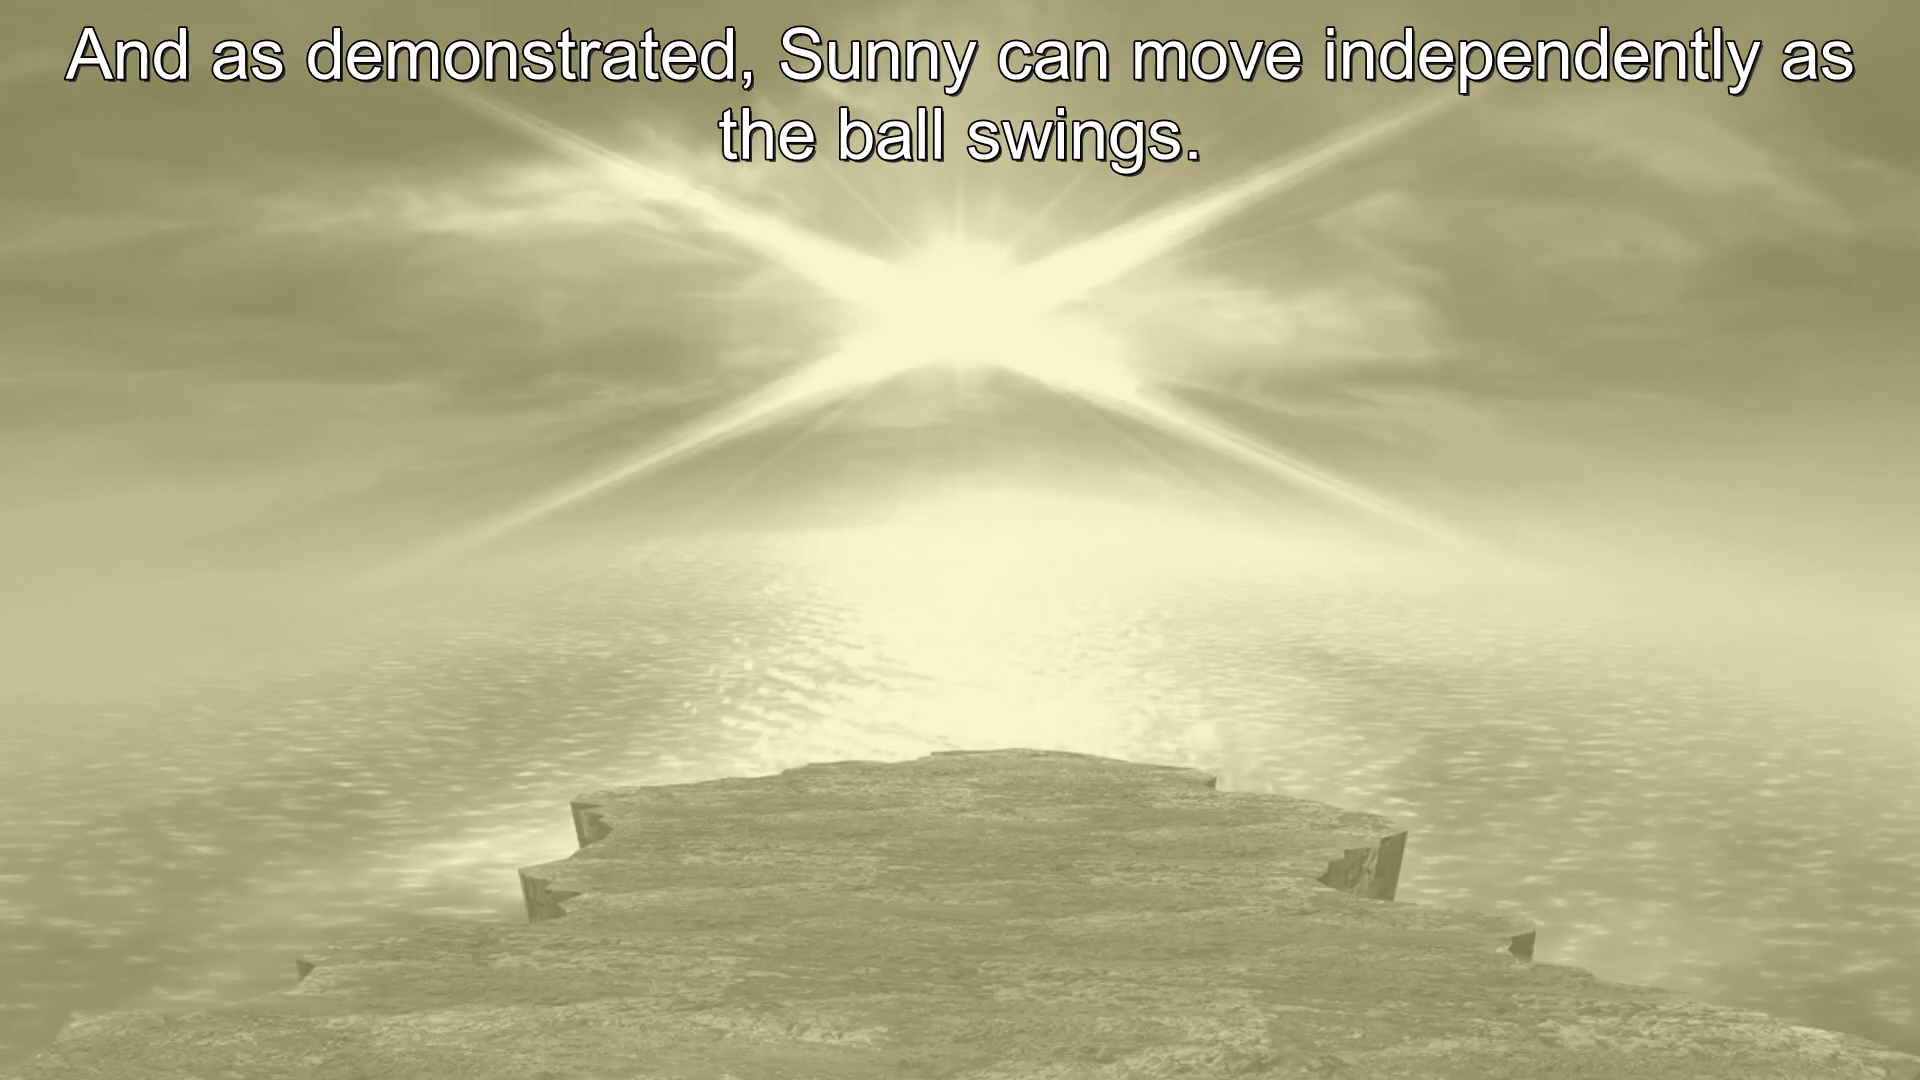 And as demonstrated, Sunny can move independently as
the ball swings.